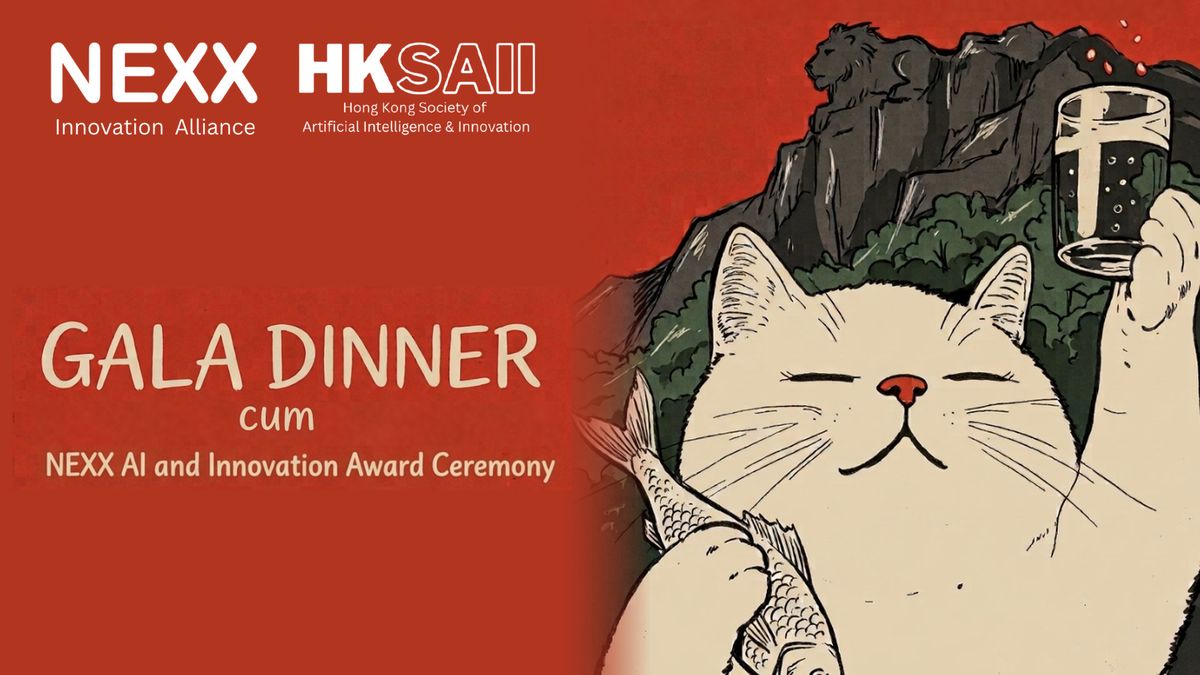 NEXX
Innovation Alliance
HKSAII
Hong Kong Society of
Artificial Intelligence & Innovation
GALA DINNER
cum
NEXX AI and Innovation Award Ceremony